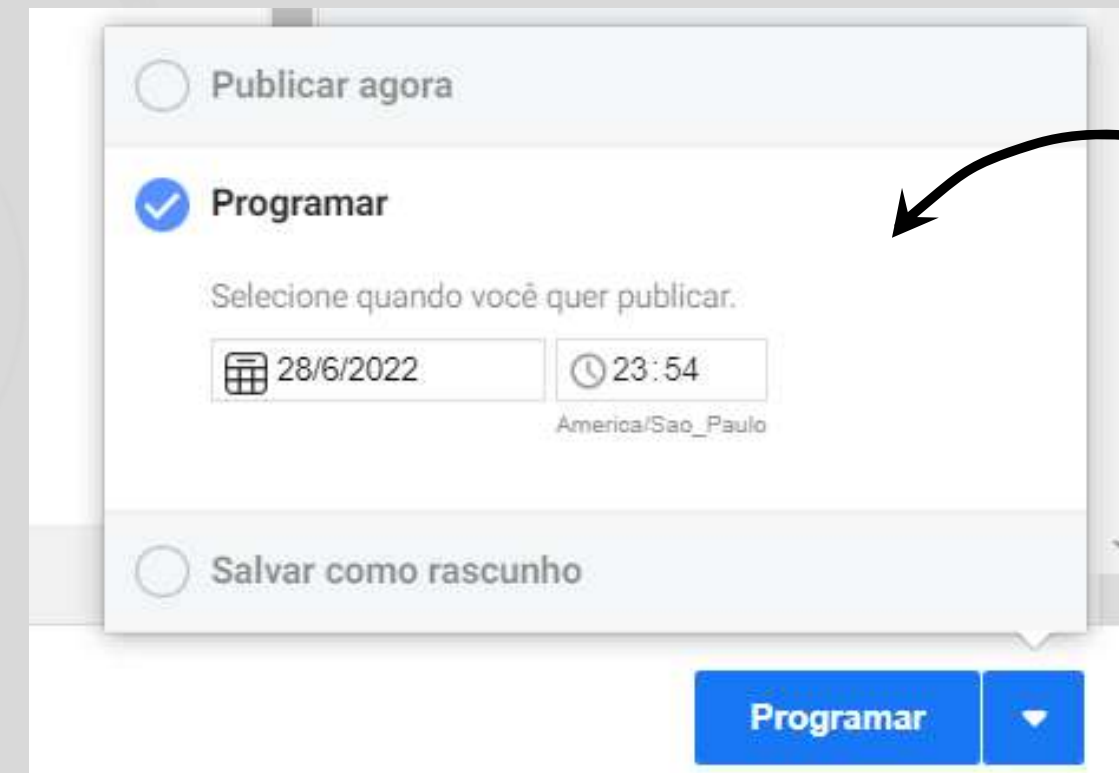 Publicar agora
Programar
Selecione quando você quer publicar.
28/6/2022 23:54
America/Sao_Paulo
Salvar como rascunho
Programar